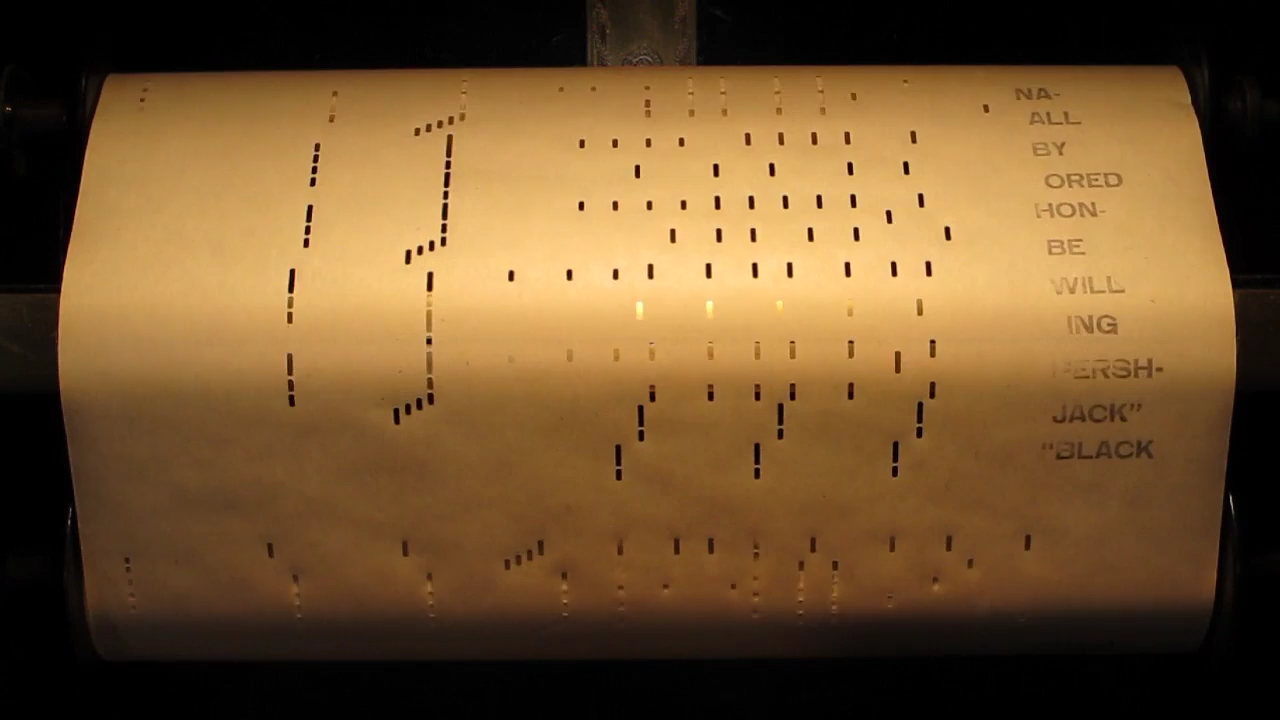 NA-
ALL
BY
ORED
HON-
BE
WILL
ING
PERSH-
JACK”
“BLACK